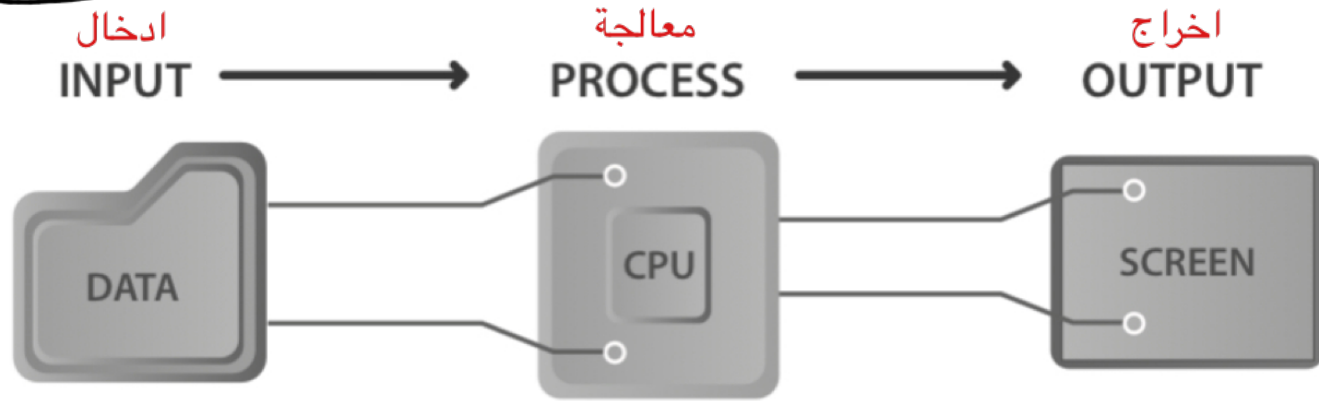 ادخال
معالجة
اخراج
INPUT
PROCESS
OUTPUT
DATA
CPU
SCREEN